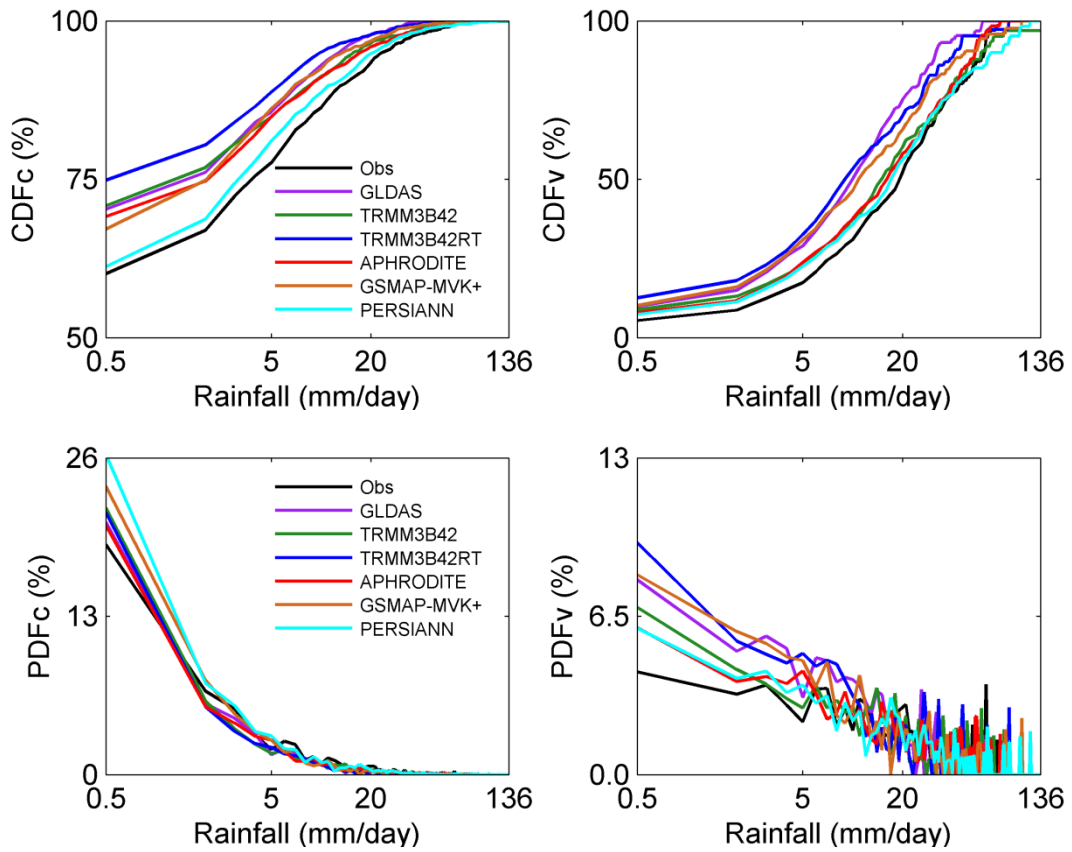 100
75
50
CDFc (%)
0.5
5
20
136
Rainfall (mm/day)
Obs
GLDAS
TRMM3B42
TRMM3B42RT
APHRODITE
GSMAP-MVK+
PERSIANN
100
50
0
CDFv (%)
0.5
5
20
136
Rainfall (mm/day)
26
13
0
PDFc (%)
0.5
5
20
136
Rainfall (mm/day)
Obs
GLDAS
TRMM3B42
TRMM3B42RT
APHRODITE
GSMAP-MVK+
PERSIANN
13
6.5
0.0
PDFv (%)
0.5
5
20
136
Rainfall (mm/day)